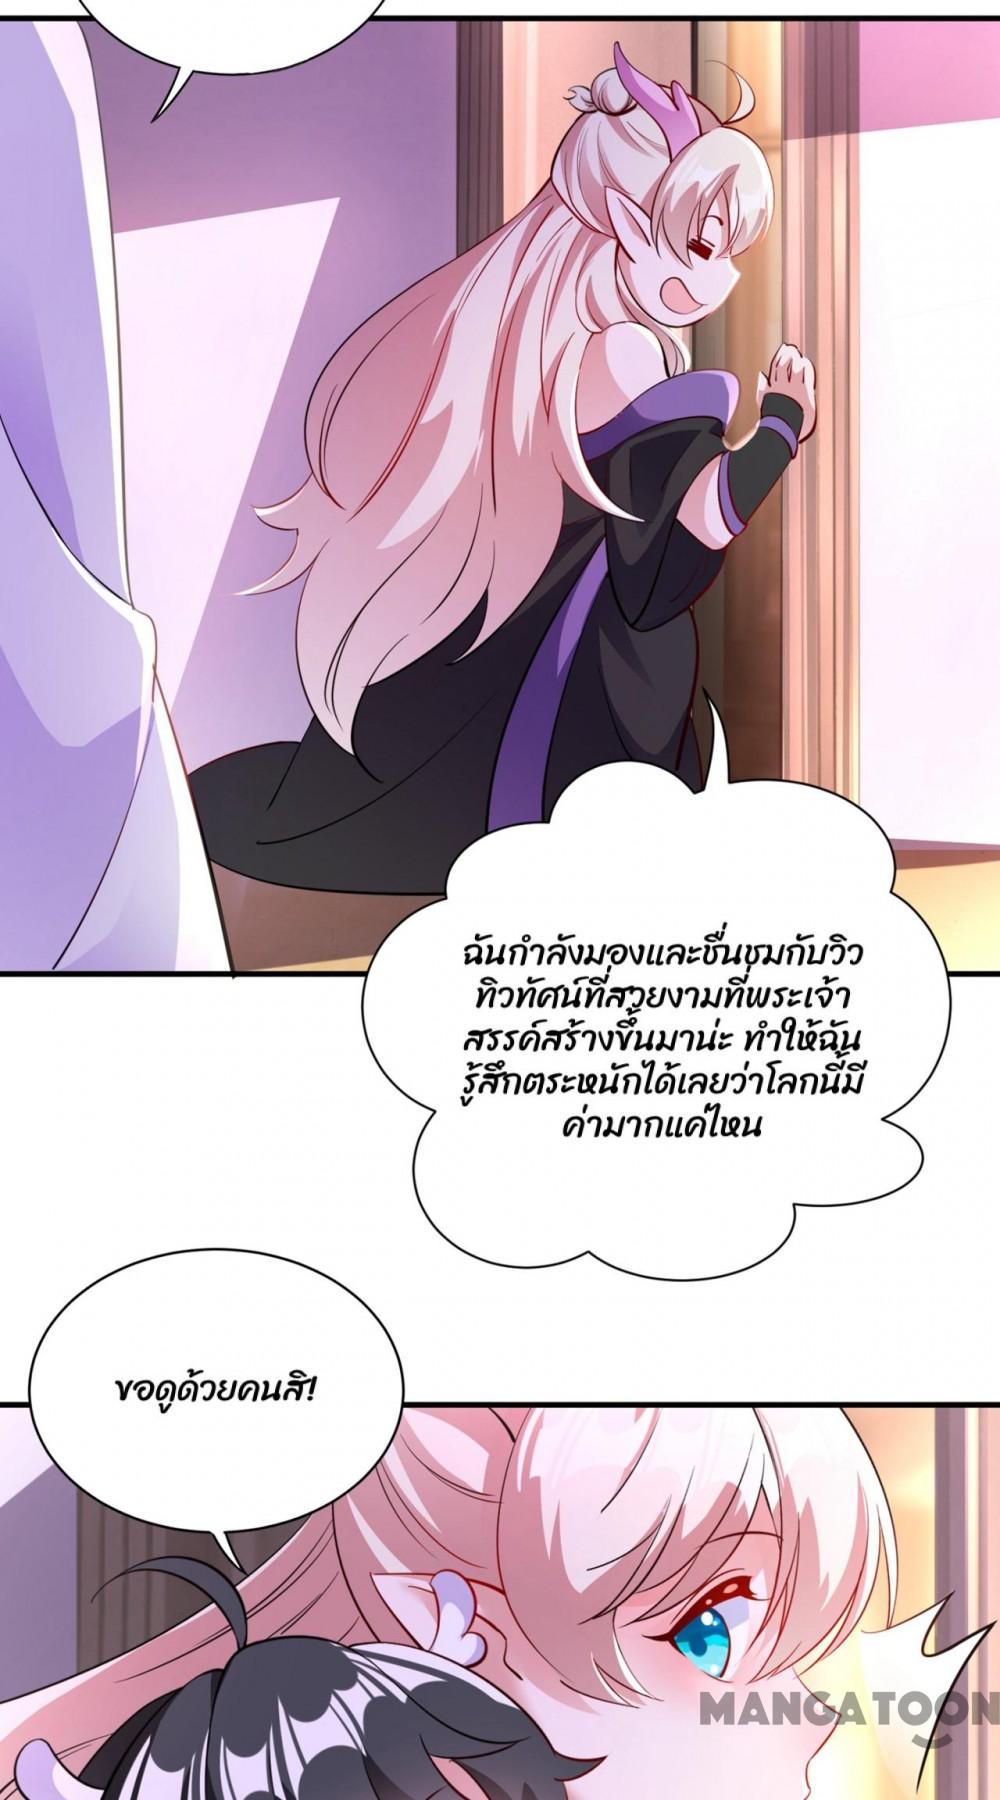 ฉันกำลังมองและชื่นชมกับวิว
ทิวทัศน์ที่สวยงามที่พระเจ้า
สรรค์สร้างขึ้นมาน่ะ ทำให้ฉัน
รู้สึกตระหนักได้เลยว่าโลกนี้มี
ค่ามากแค่ไหน
ขอดูด้วยคนสิ!
MANGATOON